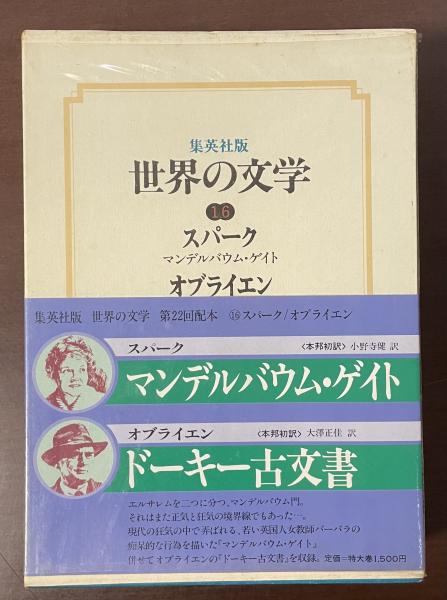 集英社版
世界の文学
16
スパーク
マンデルバウム・ゲイト
オブライエン
集英社版 世界の文学 第22回配本 ⑯スパーク/オブライエン
スパーク 〈本邦初訳〉小野寺健 訳
マンデルバウム・ゲイト
オブライエン 〈本邦初訳〉大澤正佳 訳
ドーキー古文書
エルサレムを二つに分つ、マンデルバウム門。
それはまた正気と狂気の境界線でもあった…。
現代の狂気の中で弄ばれる、若い英国人女教師バーバラの
痴呆的な行為を描いた『マンデルバウム・ゲイト』
併せてオブライエンの『ドーキー古文書』を収録。定価=特大巻1,500円